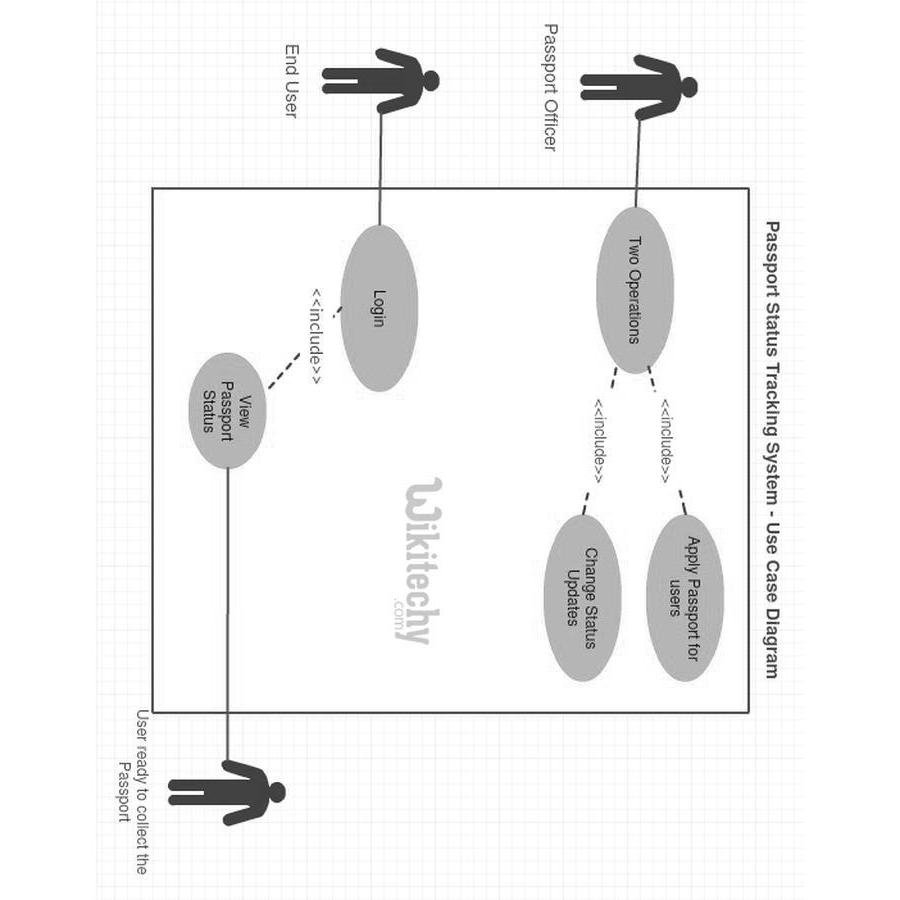 Passport Status Tracking System - Use Case Diagram
Passport Officer
Two Operations
<<include>>
Apply Passport for
users
<<include>>
Change Status
Updates
End User
Login
<<include>>
View
Passport
Status
Wikitechy
.com
User ready to collect the
Passport